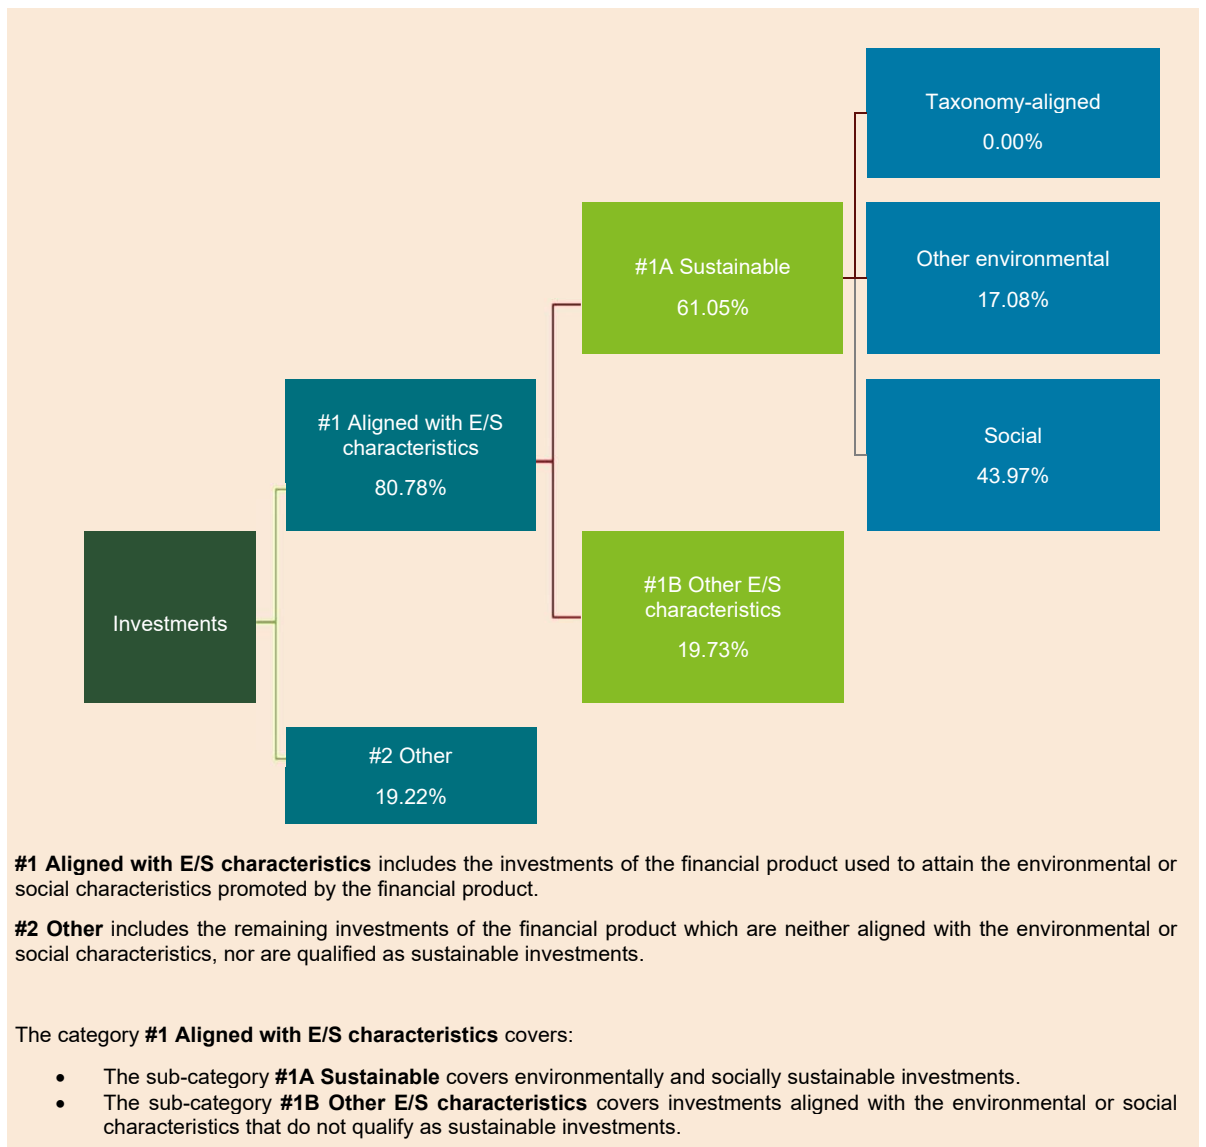 Taxonomy-aligned
0.00%
#1A Sustainable
61.05%
Other environmental
17.08%
#1 Aligned with E/S
characteristics
80.78%
Social
43.97%
Investments
#1B Other E/S
characteristics
19.73%
#2 Other
19.22%
#1 Aligned with E/S characteristics includes the investments of the financial product used to attain the environmental or
social characteristics promoted by the financial product.
#2 Other includes the remaining investments of the financial product which are neither aligned with the environmental or
social characteristics, nor are qualified as sustainable investments.
The category #1 Aligned with E/S characteristics covers:
• The sub-category #1A Sustainable covers environmentally and socially sustainable investments.
• The sub-category #1B Other E/S characteristics covers investments aligned with the environmental or social
characteristics that do not qualify as sustainable investments.